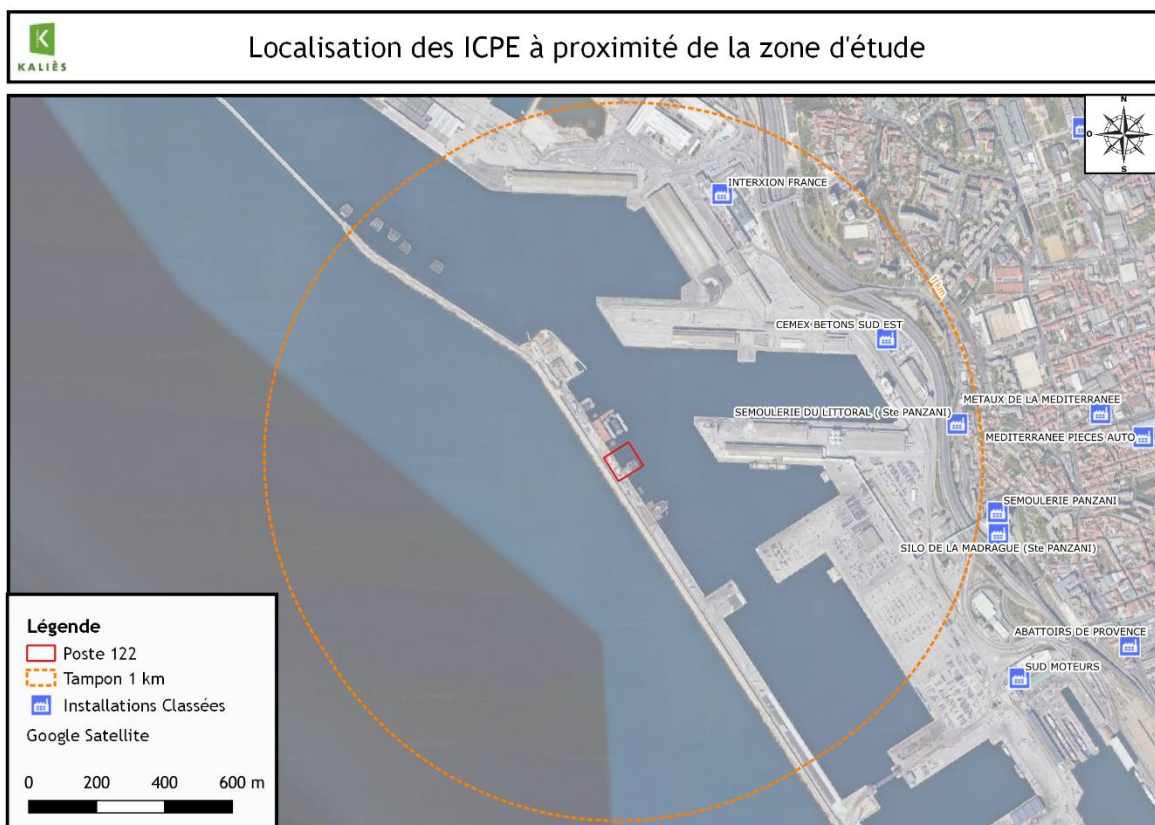 KALIÈS
Localisation des ICPE à proximité de la zone d'étude
N
O
E
S
INTERXION FRANCE
1 km
CEMEX BETONS SUD EST
METAUX DE LA MEDITERRANEE
SEMOULERIE DU LITTORAL ( Ste PANZANI)
MEDITERRANEE PIECES AUTO
SEMOULERIE PANZANI
SILO DE LA MADRAGUE (Ste PANZANI)
ABATTOIRS DE PROVENCE
SUD MOTEURS
Légende
Poste 122
Tampon 1 km
Installations Classées
Google Satellite
0 200 400 600 m